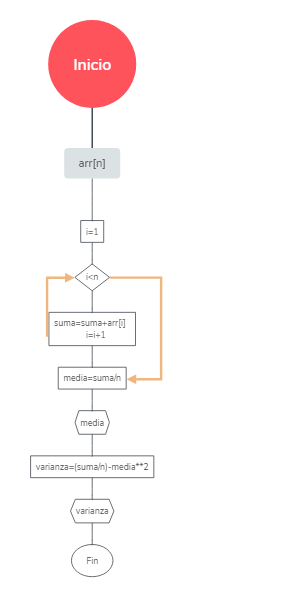 Inicio
arr[n]
i=1
i<n
suma=suma+arr[i]
i=i+1
media=suma/n
media
varianza=(suma/n)-media**2
varianza
Fin